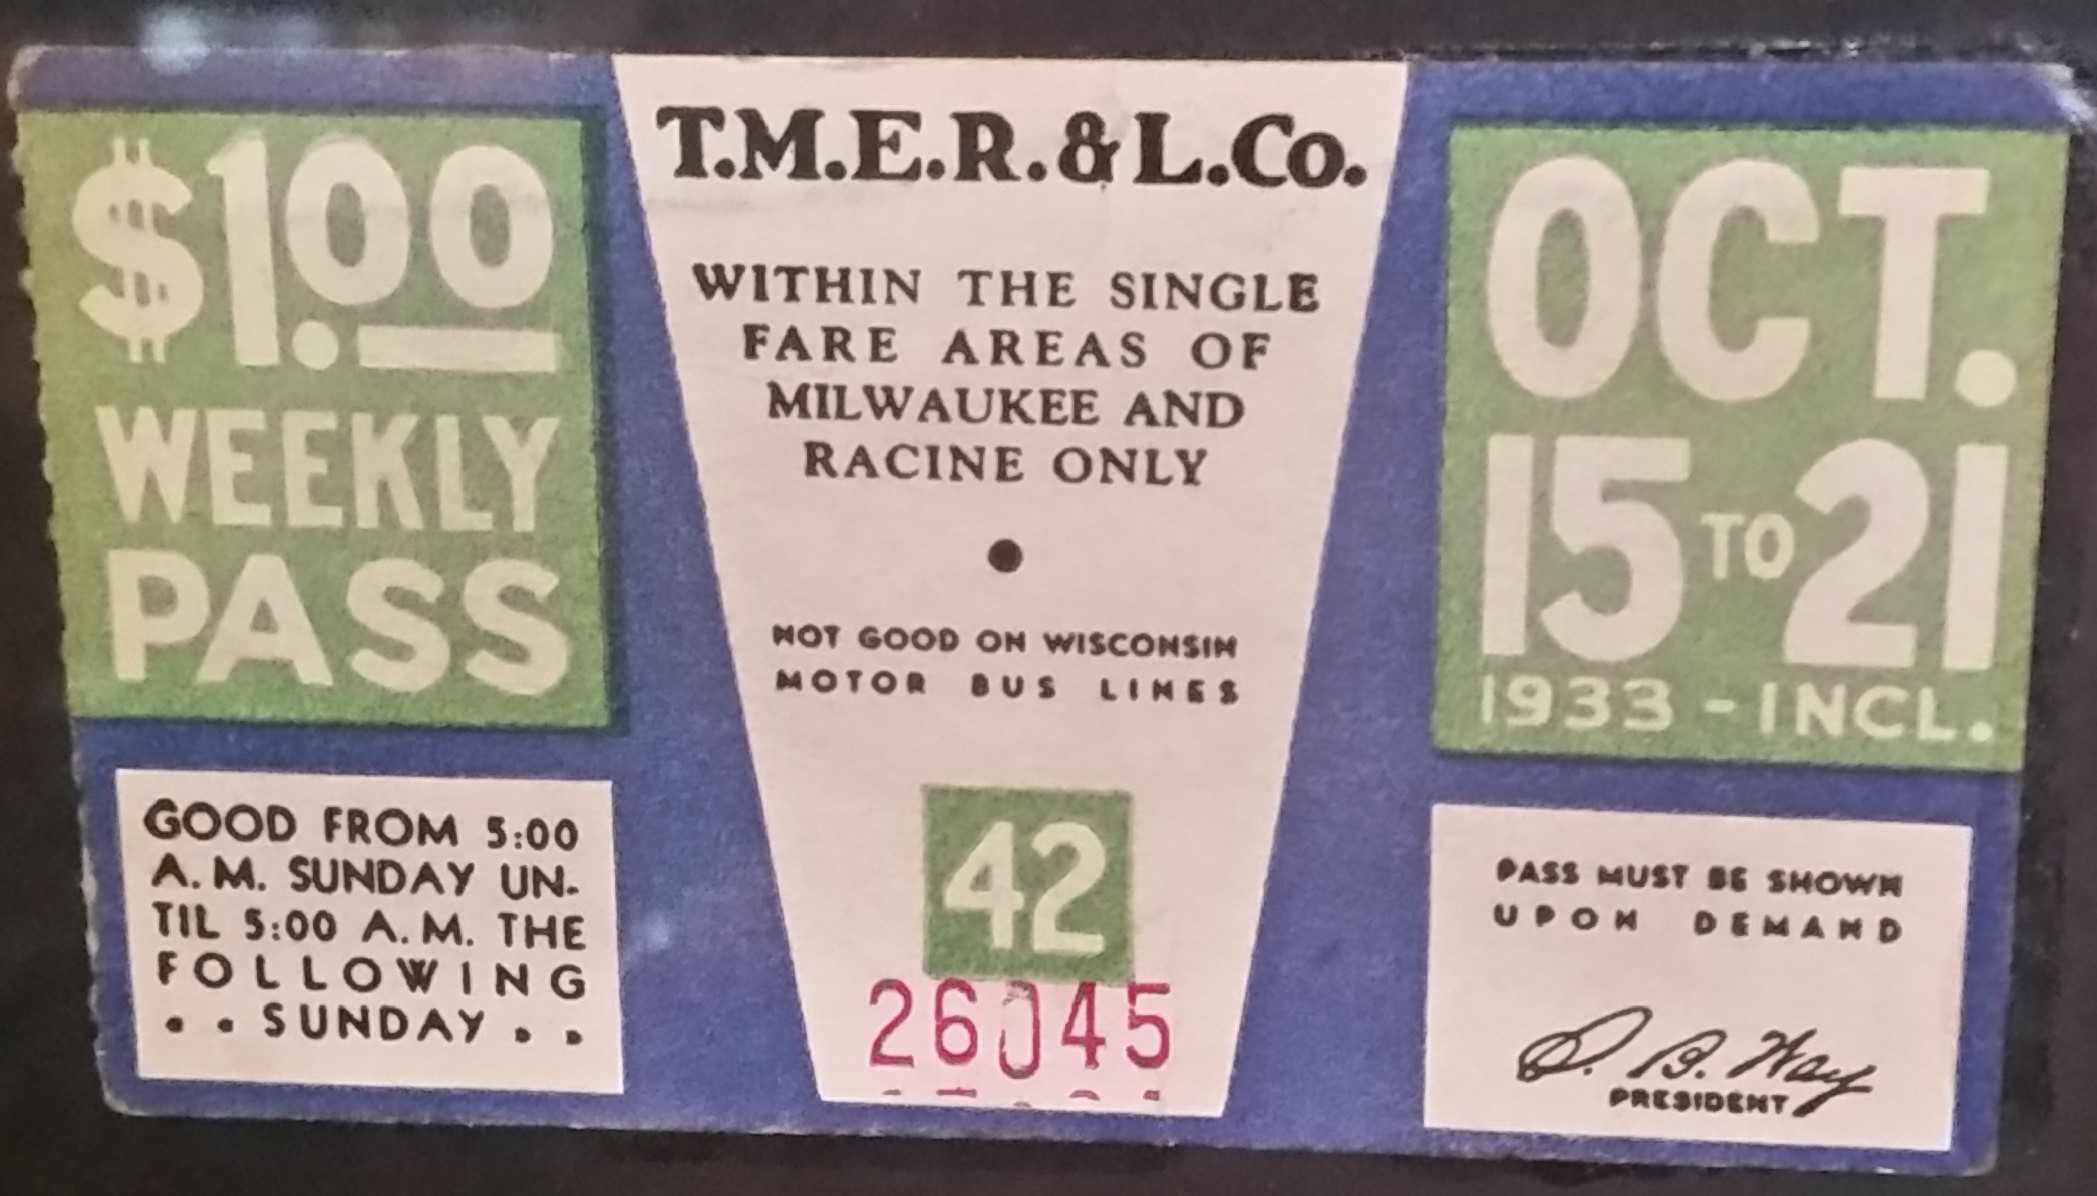 $1.00
WEEKLY
PASS
GOOD FROM 5:00
A.M. SUNDAY UN-
TIL 5:00 A.M. THE
FOLLOWING
. . SUNDAY . .
T.M.E.R.&L.Co.
WITHIN THE SINGLE
FARE AREAS OF
MILWAUKEE AND
RACINE ONLY
•
NOT GOOD ON WISCONSIN
MOTOR BUS LINES
42
26045
OCT.
15 TO 21
1933 - INCL.
PASS MUST BE SHOWN
UPON DEMAND
S. B. Way
PRESIDENT